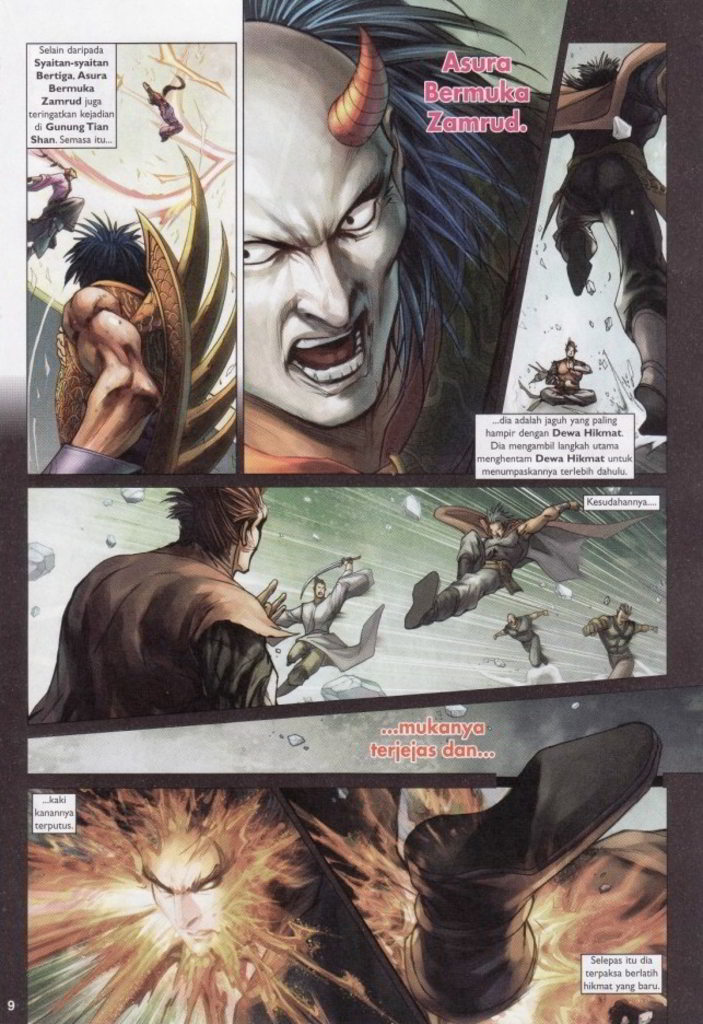 Selain daripada
Syaitan-syaitan
Bertiga, Asura
Bermuka
Zamrud juga
teringatkan kejadian
di Gunung Tian
Shan. Semasa itu...
Asura
Bermuka
Zamrud.
...dia adalah jaguh yang paling
hampir dengan Dewa Hikmat.
Dia mengambil langkah utama
menghentam Dewa Hikmat untuk
menumpaskannya terlebih dahulu.
Kesudahannya....
...mukanya
terjejas dan...
...kaki
kanannya
terputus.
Selepas itu dia
terpaksa berlatih
hikmat yang baru.
9